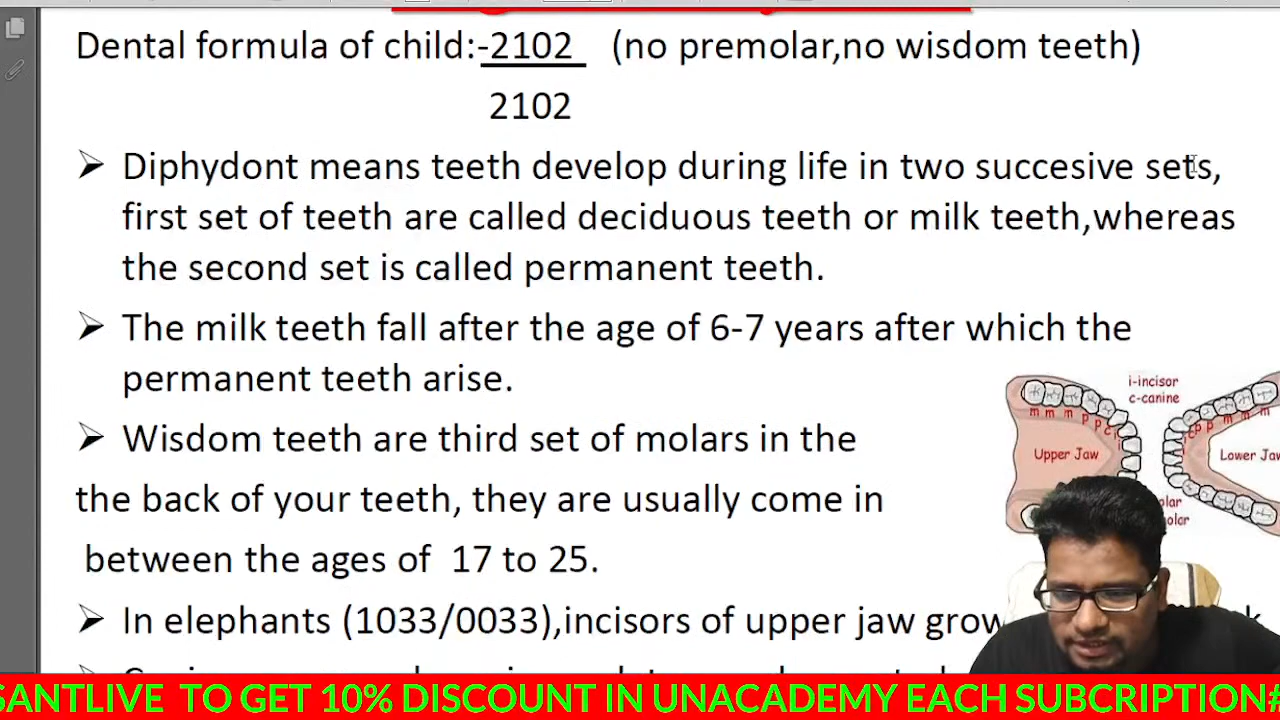 Dental formula of child:-2102 (no premolar,no wisdom teeth)
2102
➢ Diphydont means teeth develop during life in two succesive sets,
first set of teeth are called deciduous teeth or milk teeth,whereas
the second set is called permanent teeth.
➢ The milk teeth fall after the age of 6-7 years after which the
permanent teeth arise.
➢ Wisdom teeth are third set of molars in the
the back of your teeth, they are usually come in
between the ages of 17 to 25.
➢ In elephants (1033/0033),incisors of upper jaw grow
i-incisor
c-canine
m m m p p c i
Upper Jaw
Lower Jaw
SANTLIVE TO GET 10% DISCOUNT IN UNACADEMY EACH SUBCRIPTION#